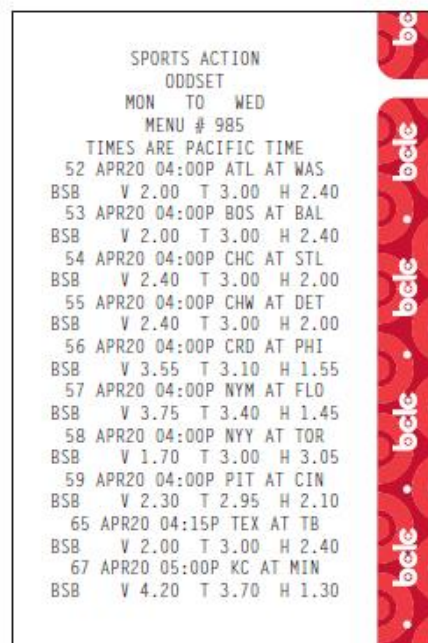 SPORTS ACTION
ODDSET
MON TO WED
MENU # 985
TIMES ARE PACIFIC TIME
52 APR20 04:00P ATL AT WAS
BSB V 2.00 T 3.00 H 2.40
53 APR20 04:00P BOS AT BAL
BSB V 2.00 T 3.00 H 2.40
54 APR20 04:00P CHC AT STL
BSB V 2.40 T 3.00 H 2.00
55 APR20 04:00P CHW AT DET
BSB V 2.40 T 3.00 H 2.00
56 APR20 04:00P CRD AT PHI
BSB V 3.55 T 3.10 H 1.55
57 APR20 04:00P NYM AT FLO
BSB V 3.75 T 3.40 H 1.45
58 APR20 04:00P NYY AT TOR
BSB V 1.70 T 3.00 H 3.05
59 APR20 04:00P PIT AT CIN
BSB V 2.30 T 2.95 H 2.10
65 APR20 04:15P TEX AT TB
BSB V 2.00 T 3.00 H 2.40
67 APR20 05:00P KC AT MIN
BSB V 4.20 T 3.70 H 1.30
bclc • bclc • bclc • bclc • bc